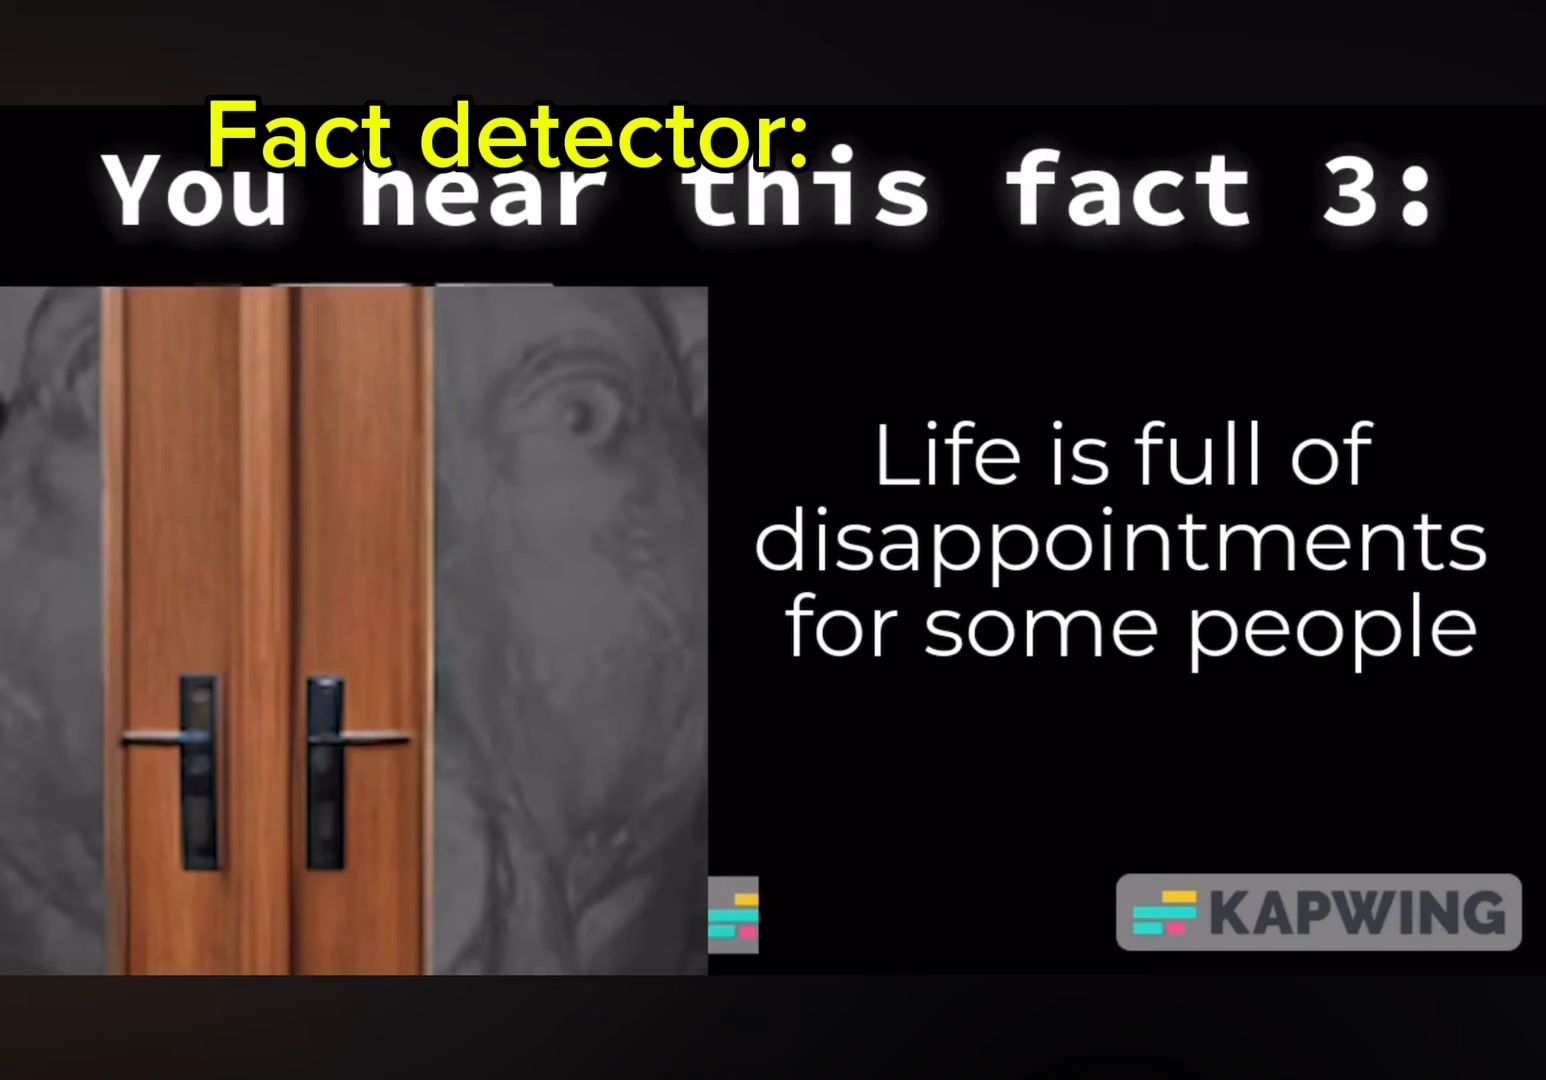 Fact detector:
You hear this fact 3:
Life is full of
disappointments
for some people
KAPWING